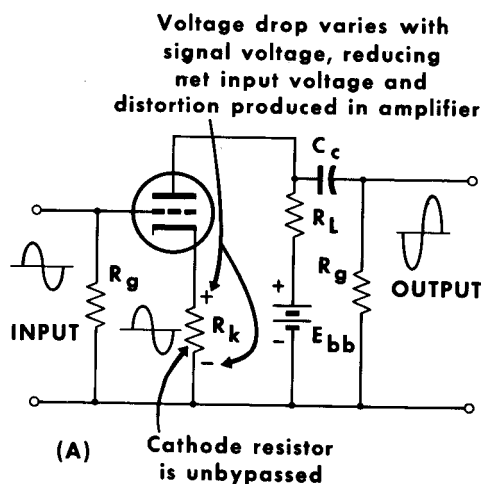 Voltage drop varies with
signal voltage, reducing
net input voltage and
distortion produced in amplifier
Cc
RL
Rg
Rg
+
+
INPUT
Rk
OUTPUT
-
-
Ebb
(A)
Cathode resistor
is unbypassed